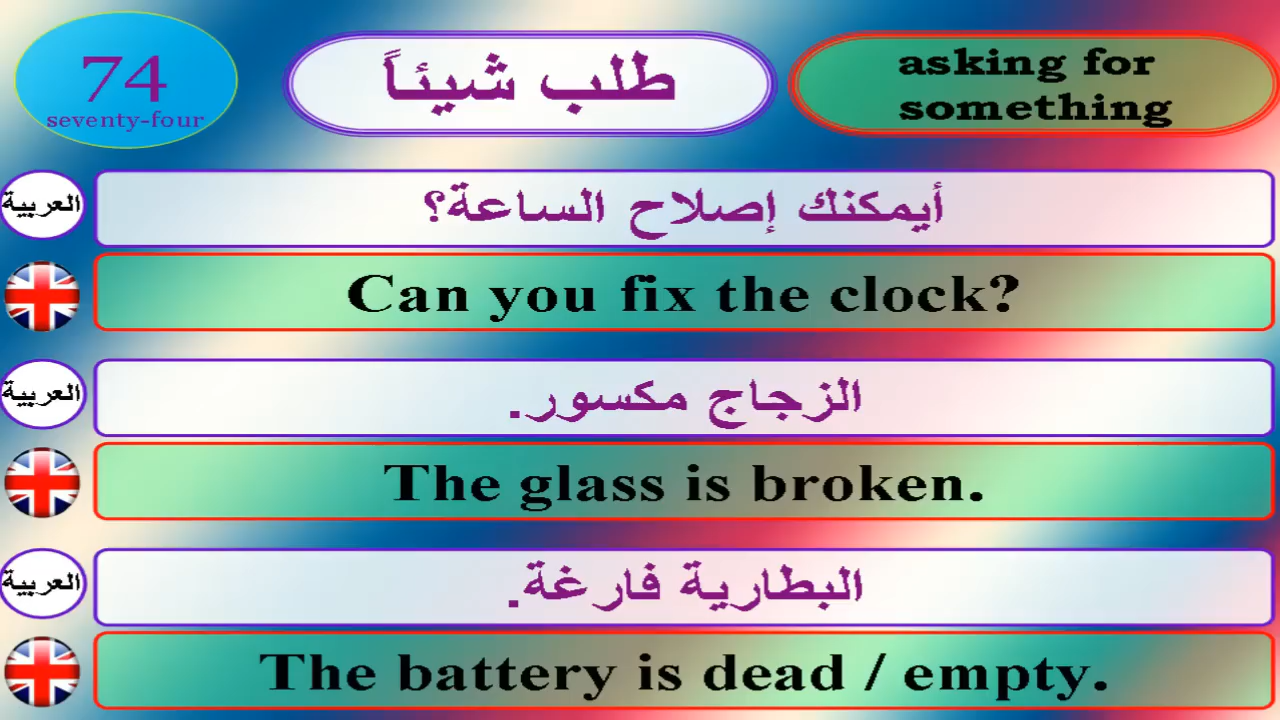 74
seventy-four
طلب شيئاً
asking for
something
العربية
أيمكنك إصلاح الساعة؟
Can you fix the clock?
العربية
الزجاج مكسور.
The glass is broken.
العربية
البطارية فارغة.
The battery is dead / empty.